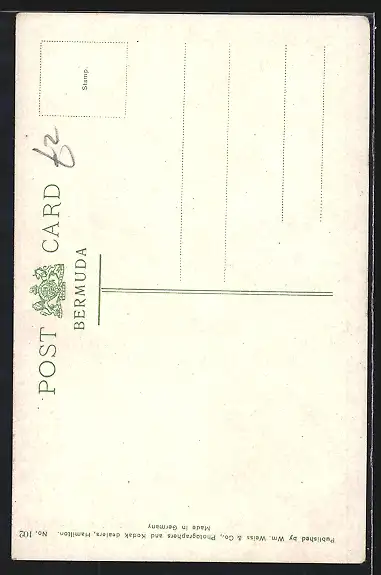 POST CARD
BERMUDA
Stamp.
Published by Wm. Weiss & Co., Photographers and Kodak dealers, Hamilton. No. 102
Made in Germany